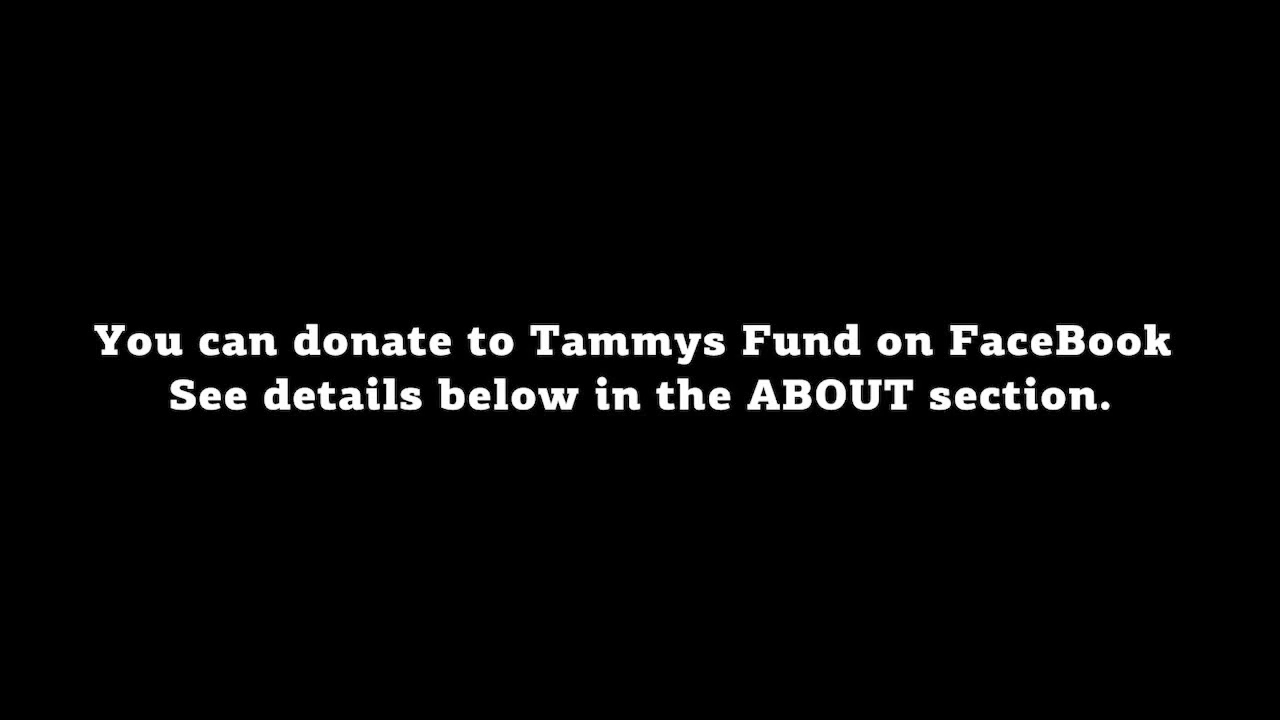 You can donate to Tammys Fund on FaceBook
See details below in the ABOUT section.